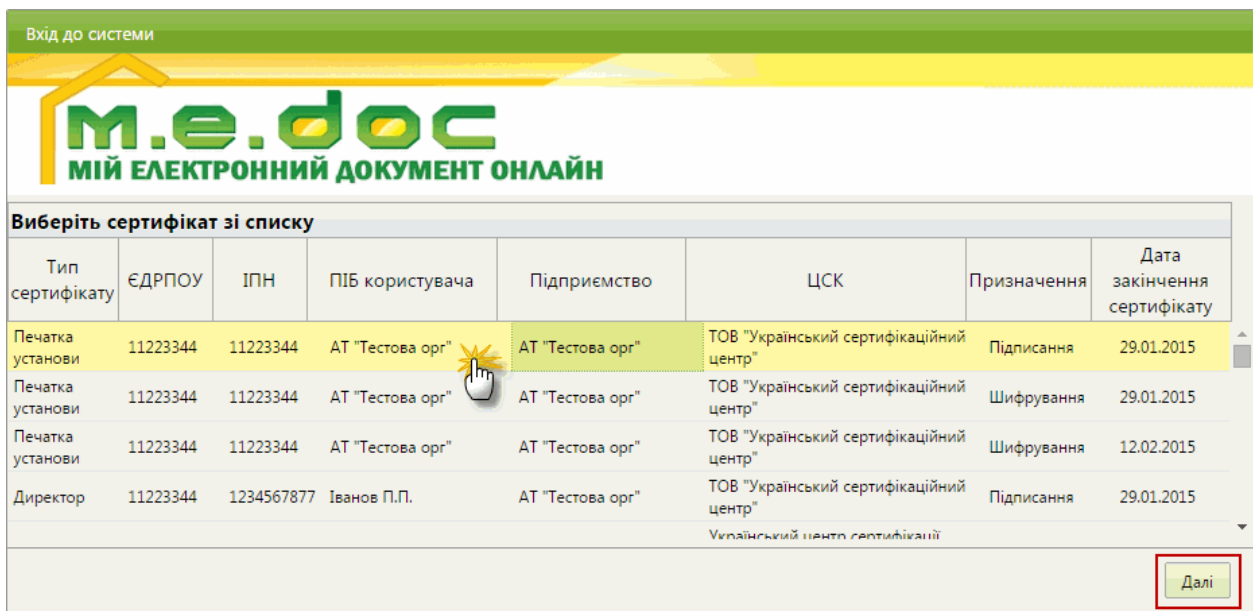 Вхід до системи
m.e.doc
МІЙ ЕЛЕКТРОННИЙ ДОКУМЕНТ ОНЛАЙН
Виберіть сертифікат зі списку
Тип сертифікату ЄДРПОУ ІПН ПІБ користувача Підприємство ЦСК Призначення Дата закінчення сертифікату
Печатка установи 11223344 11223344 АТ "Тестова орг" АТ "Тестова орг" ТОВ "Український сертифікаційний центр" Підписання 29.01.2015
Печатка установи 11223344 11223344 АТ "Тестова орг" АТ "Тестова орг" ТОВ "Український сертифікаційний центр" Шифрування 29.01.2015
Печатка установи 11223344 11223344 АТ "Тестова орг" АТ "Тестова орг" ТОВ "Український сертифікаційний центр" Шифрування 12.02.2015
Директор 11223344 1234567877 Іванов П.П. АТ "Тестова орг" ТОВ "Український сертифікаційний центр" Підписання 29.01.2015
Український центр сертифікації
Далі